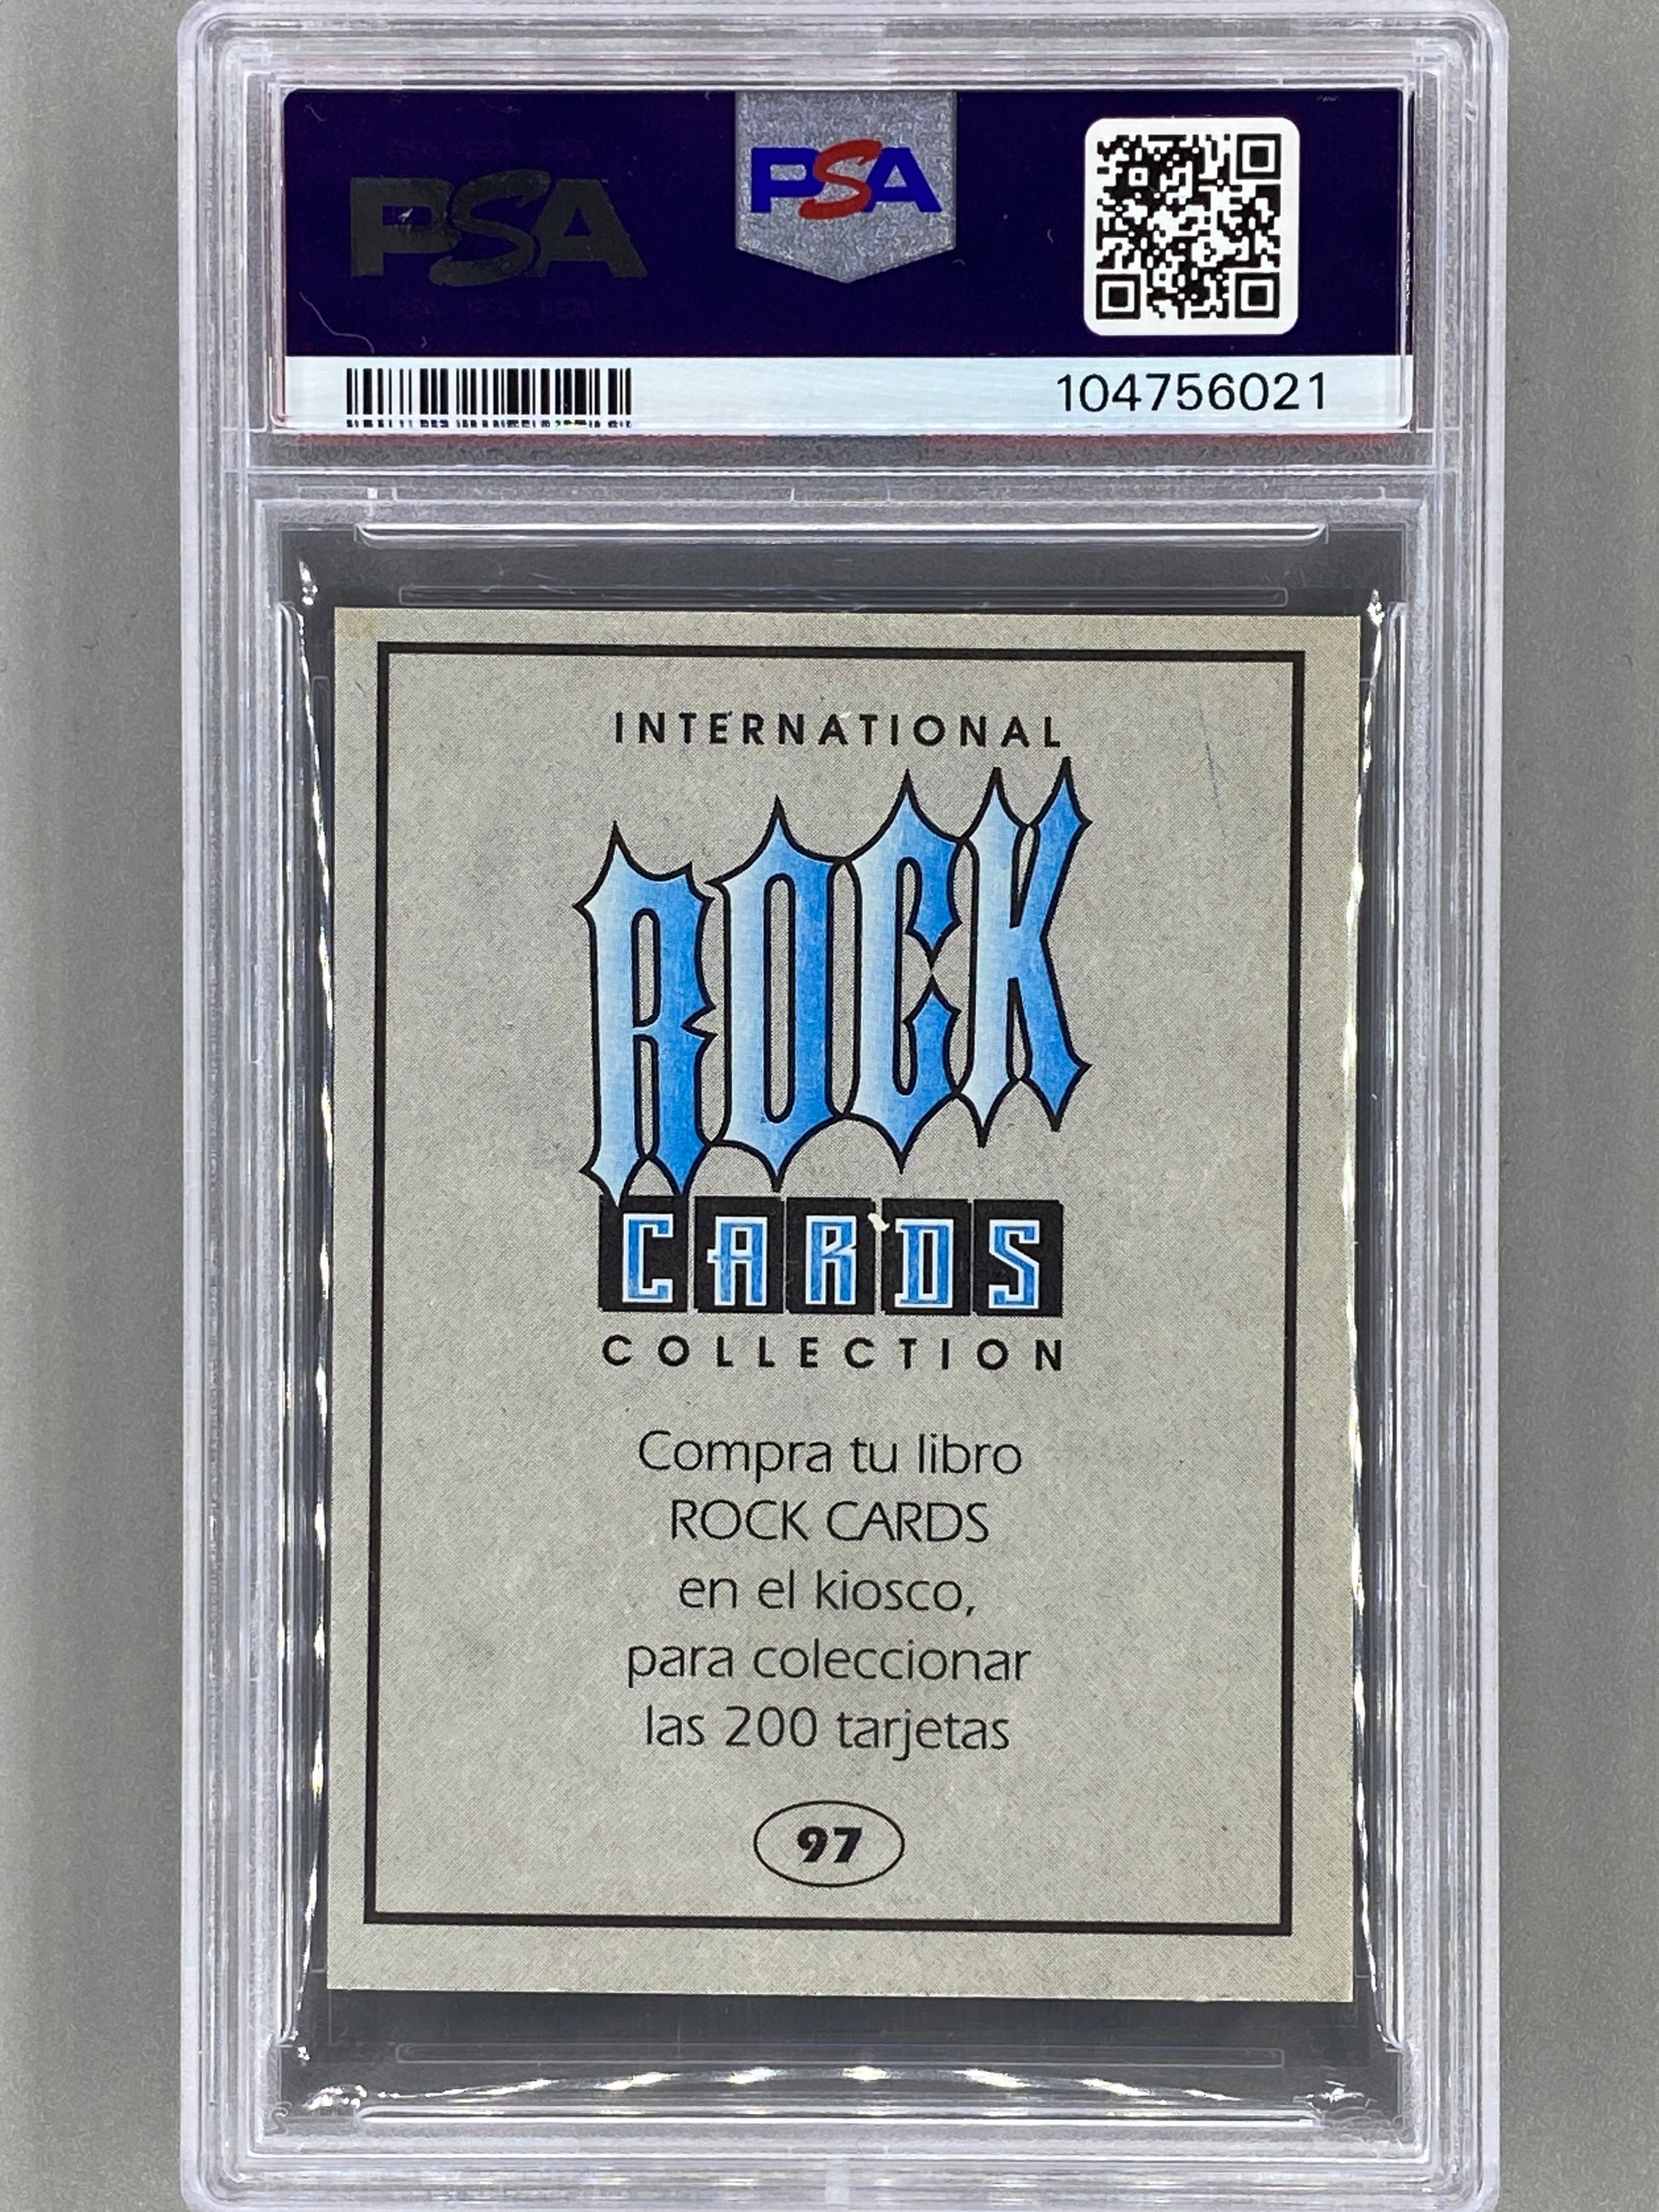 PSA
PSA
104756021
INTERNATIONAL
ROCK
CARDS
COLLECTION
Compra tu libro
ROCK CARDS
en el kiosco,
para coleccionar
las 200 tarjetas
97